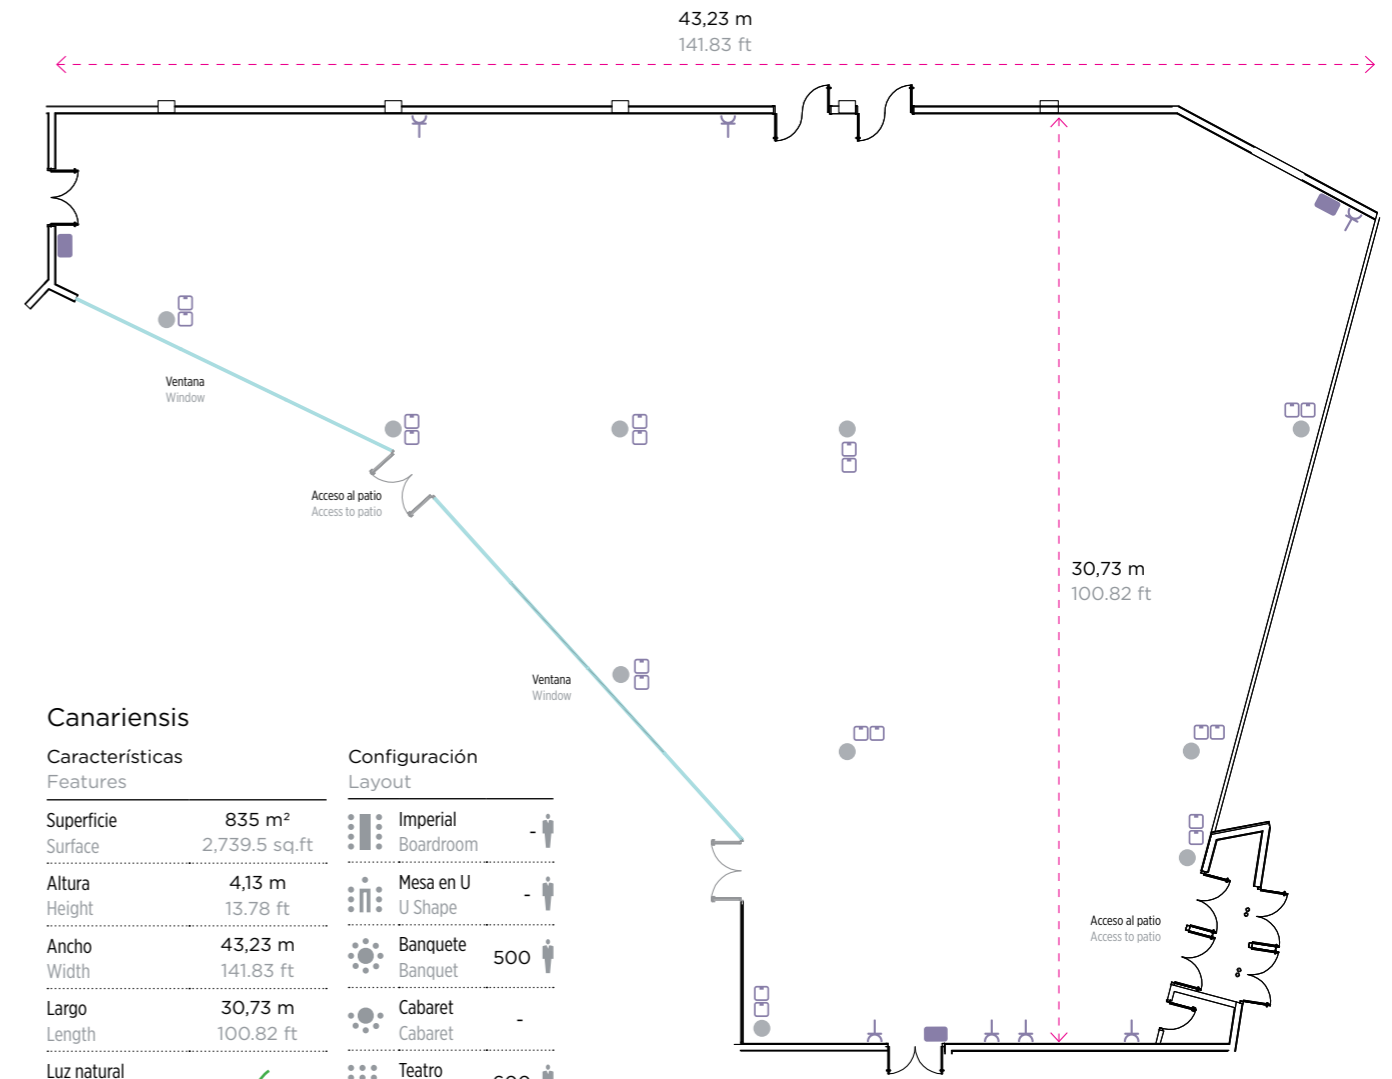 43,23 m
141.83 ft
Ventana
Window
Acceso al patio
Access to patio
30,73 m
100.82 ft
Ventana
Window
Acceso al patio
Access to patio
Canariensis
Características
Features
Superficie
Surface
835 m²
2,739.5 sq.ft
Altura
Height
4,13 m
13.78 ft
Ancho
Width
43,23 m
141.83 ft
Largo
Length
30,73 m
100.82 ft
Luz natural
Configuración
Layout
Imperial
Boardroom
-
Mesa en U
U Shape
-
Banquete
Banquet
500
Cabaret
Cabaret
-
Teatro